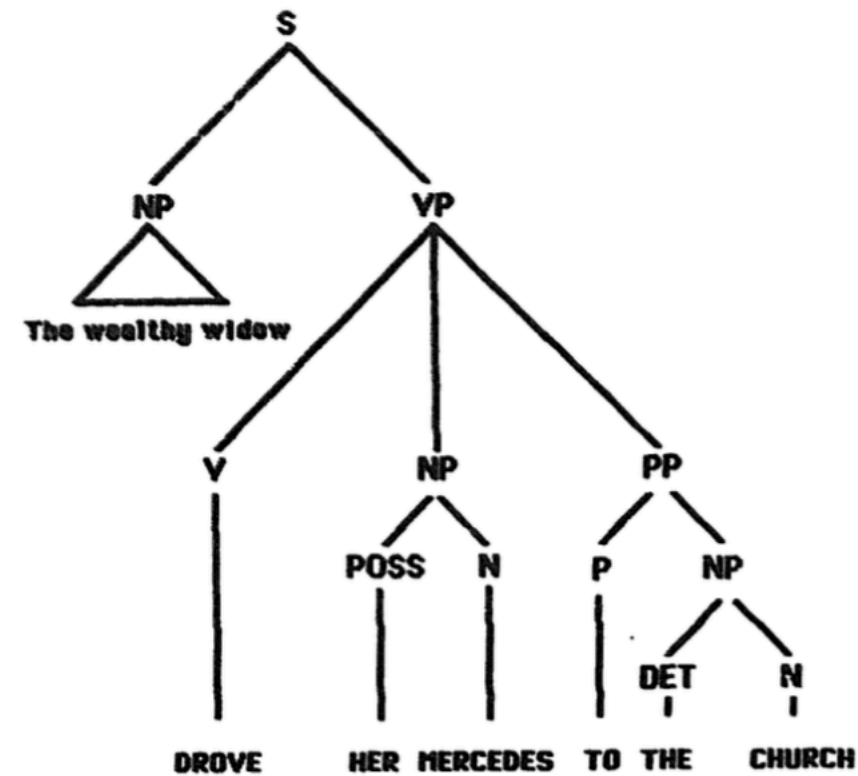 S
NP VP
The wealthy widow
V NP PP
POSS N P NP
DET N
DROVE HER MERCEDES TO THE CHURCH